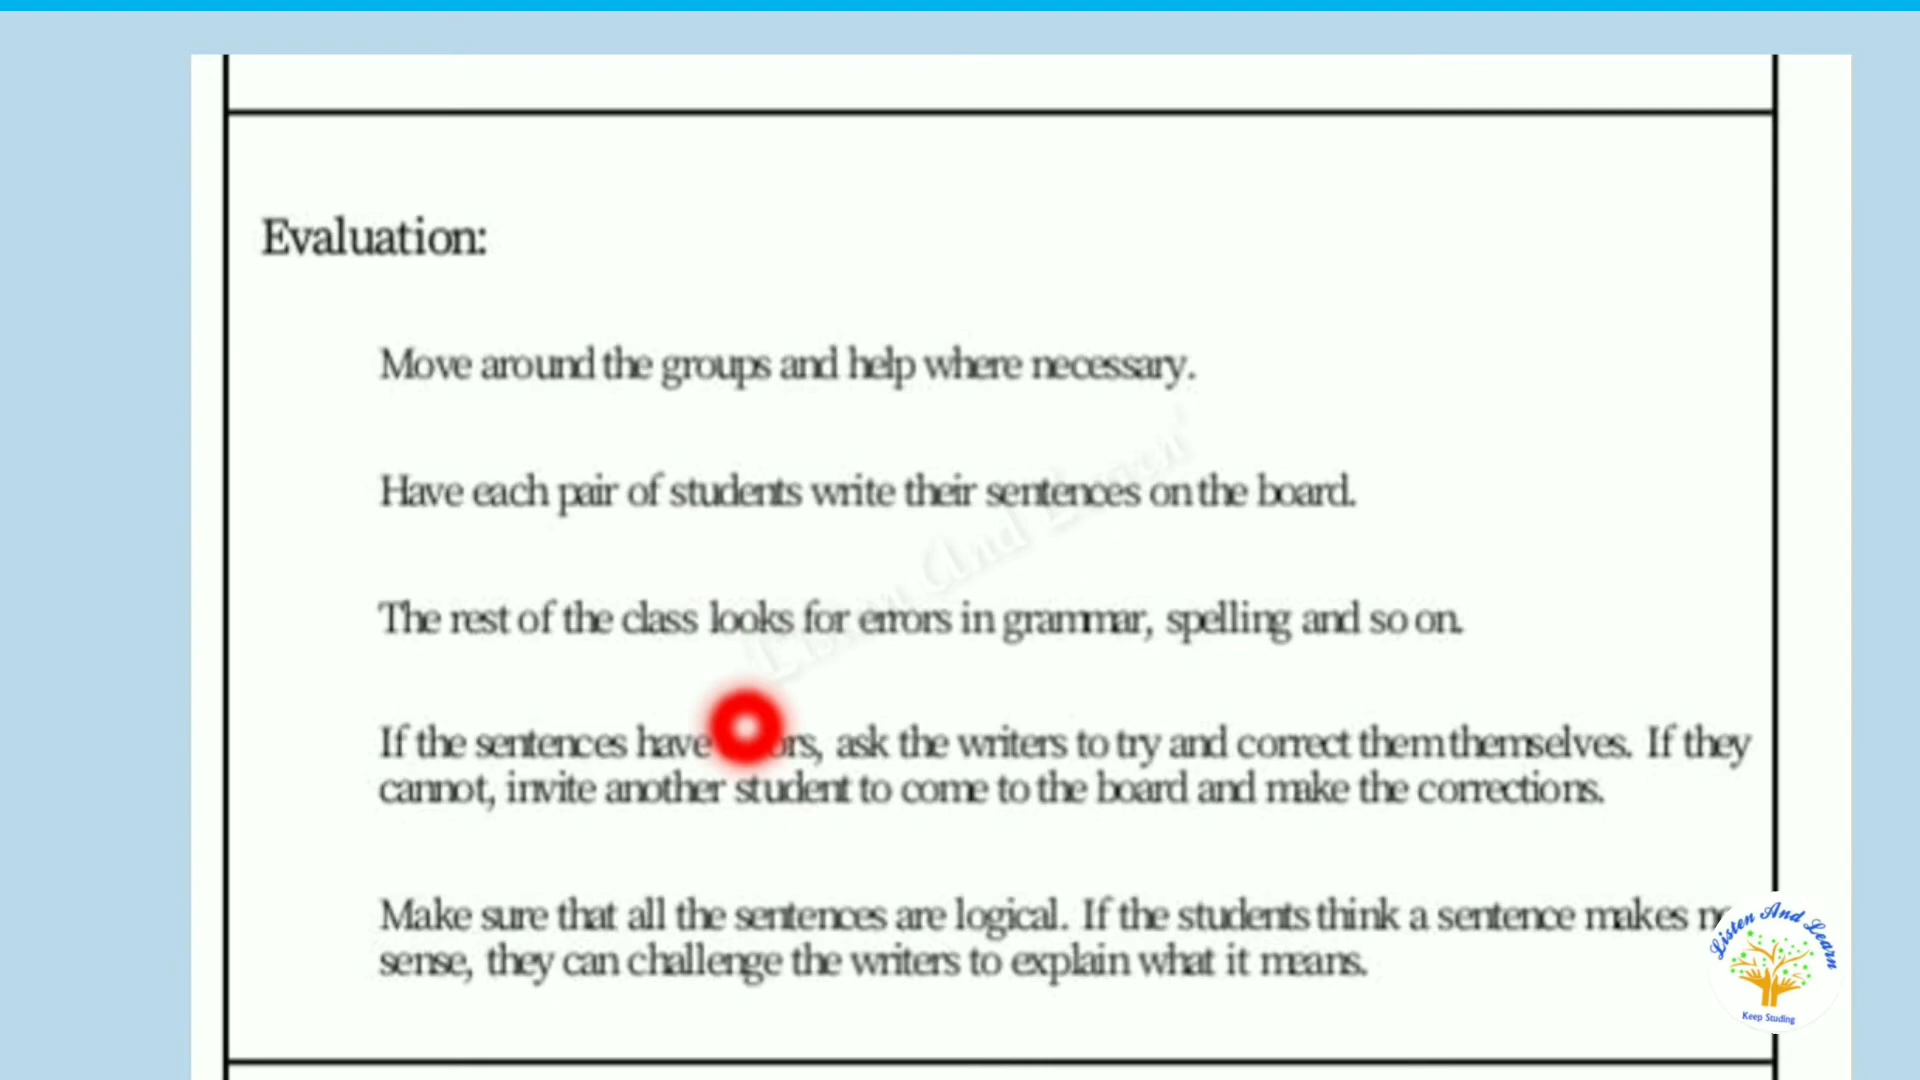 Evaluation:
Move around the groups and help where necessary.
Have each pair of students write their sentences on the board.
The rest of the class looks for errors in grammar, spelling and so on.
If the sentences have ors, ask the writers to try and correct them themselves. If they
cannot, invite another student to come to the board and make the corrections.
Make sure that all the sentences are logical. If the students think a sentence makes
sense, they can challenge the writers to explain what it means.
Listen And Learn
Listen And Learn
Keep Studing